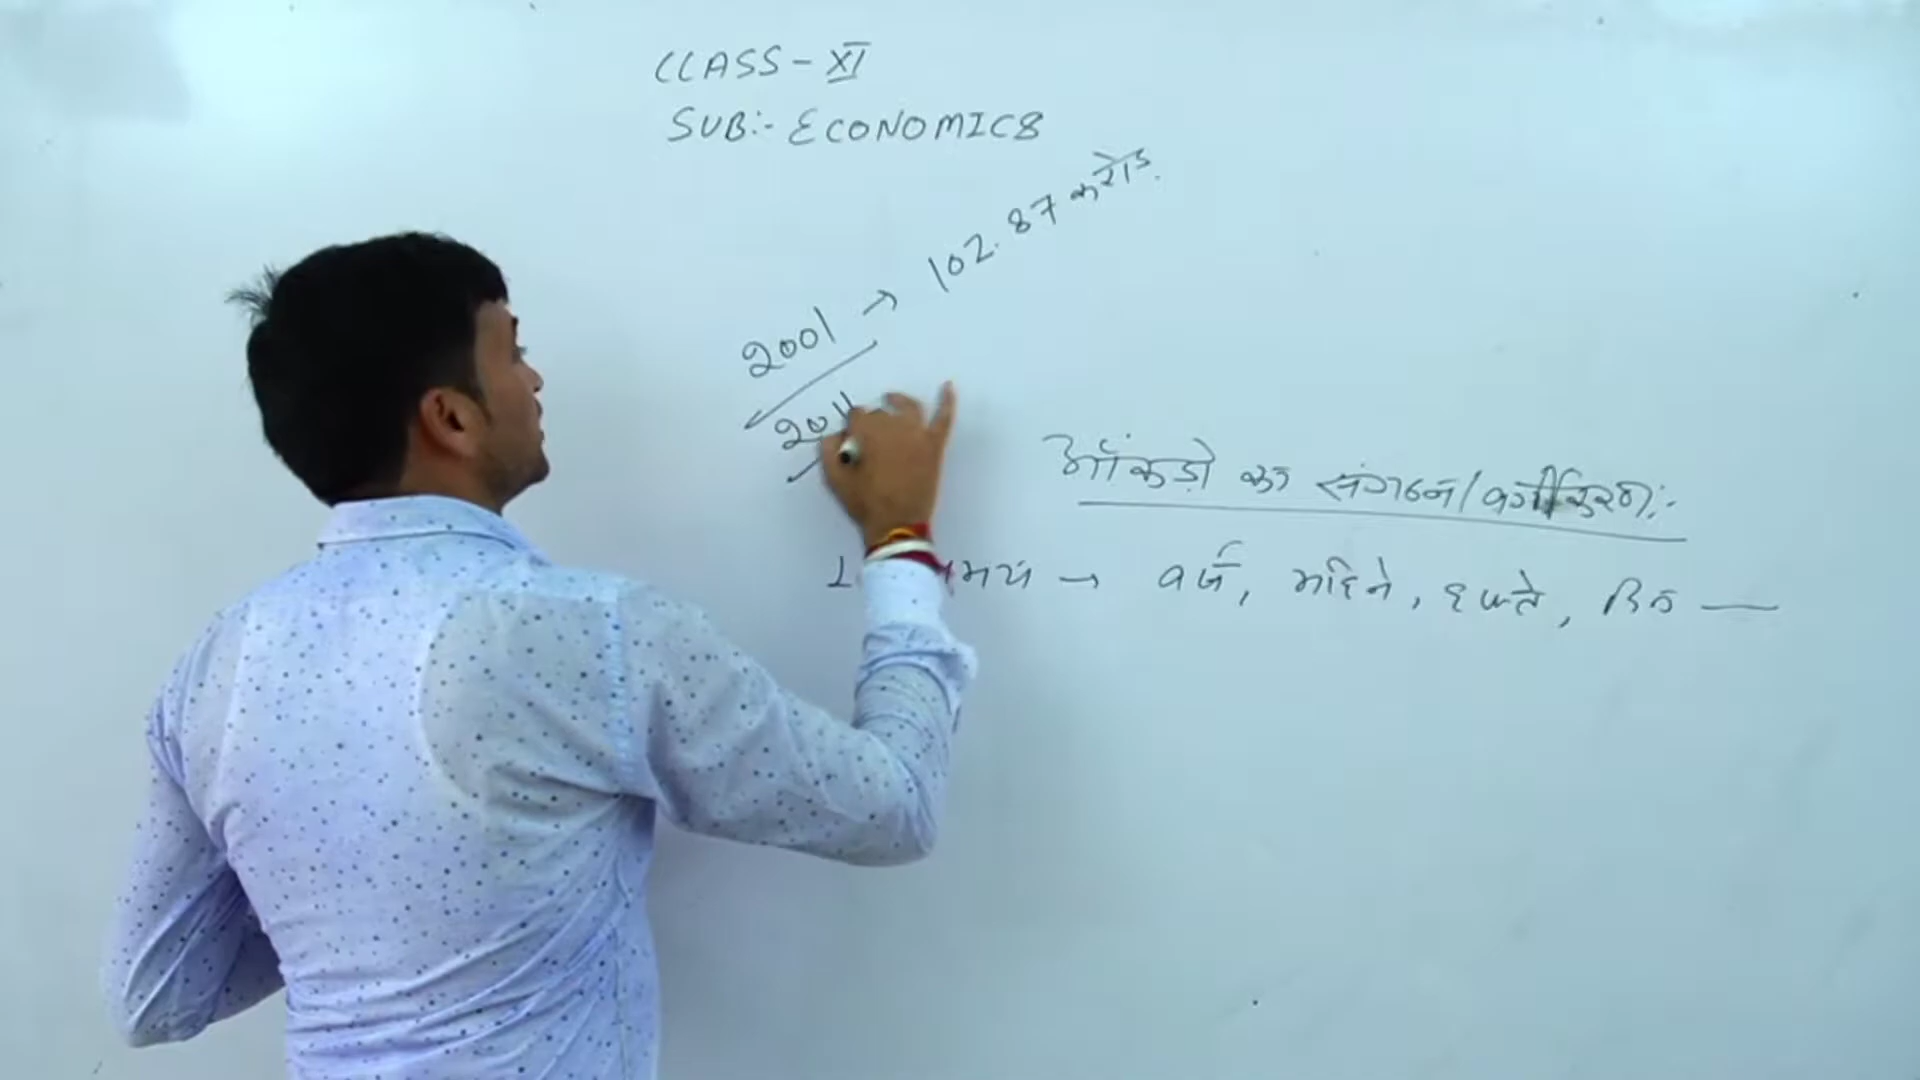 CLASS - XI
SUB:- ECONOMICS
2001 → 102.87 करोड़
2011
आँकड़ो का संगठन/वर्गीकरण:-
1. समय → वर्ष, महिने, हफ्ते, दिन —